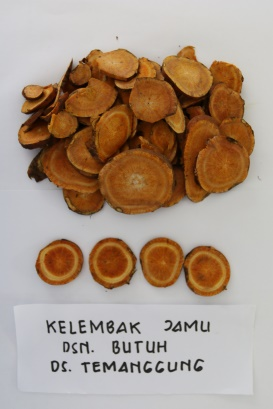 KELEMBAK JAMU
DSN. BUTUH
DS. TEMANGGUNG